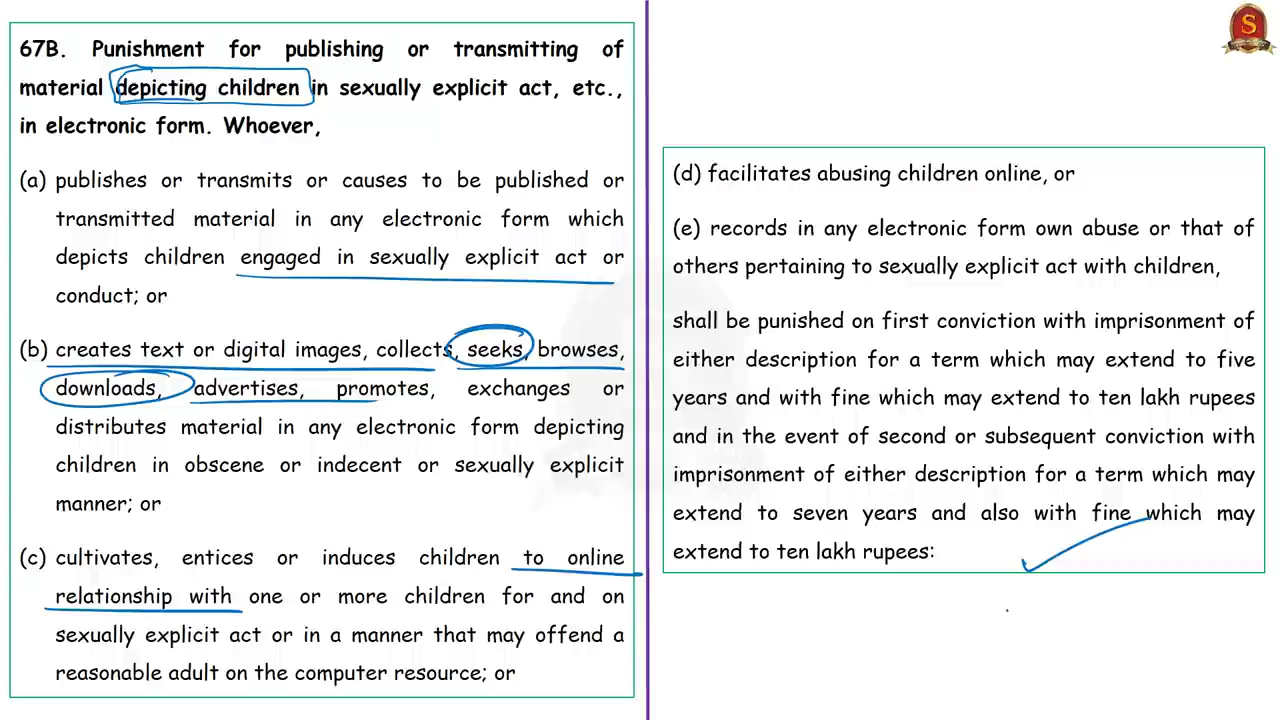 67B. Punishment for publishing or transmitting of
material depicting children in sexually explicit act, etc.,
in electronic form. Whoever,
(a) publishes or transmits or causes to be published or
transmitted material in any electronic form which
depicts children engaged in sexually explicit act or
conduct; or
(b) creates text or digital images, collects, seeks, browses,
downloads, advertises, promotes, exchanges or
distributes material in any electronic form depicting
children in obscene or indecent or sexually explicit
manner; or
(c) cultivates, entices or induces children to online
relationship with one or more children for and on
sexually explicit act or in a manner that may offend a
reasonable adult on the computer resource; or
(d) facilitates abusing children online, or
(e) records in any electronic form own abuse or that of
others pertaining to sexually explicit act with children,
shall be punished on first conviction with imprisonment of
either description for a term which may extend to five
years and with fine which may extend to ten lakh rupees
and in the event of second or subsequent conviction with
imprisonment of either description for a term which may
extend to seven years and also with fine which may
extend to ten lakh rupees:
S